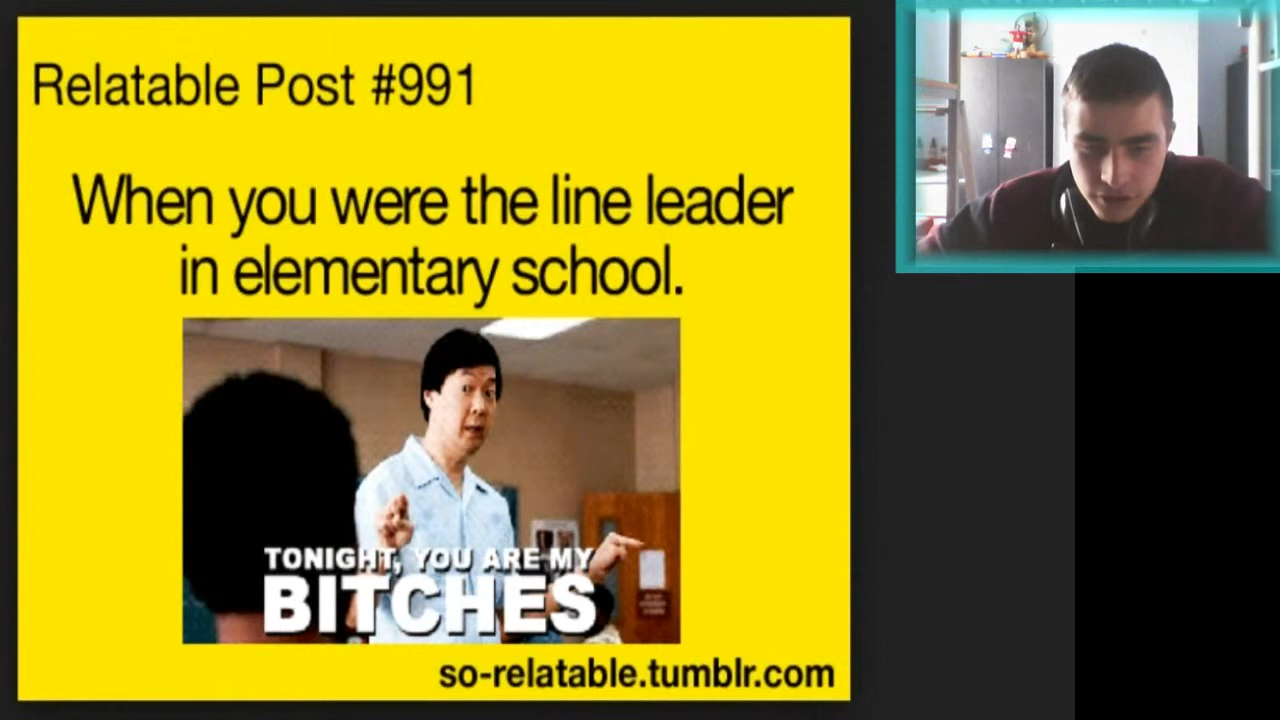 Relatable Post #991
When you were the line leader
in elementary school.
TONIGHT, YOU ARE MY
BITCHES
so-relatable.tumblr.com